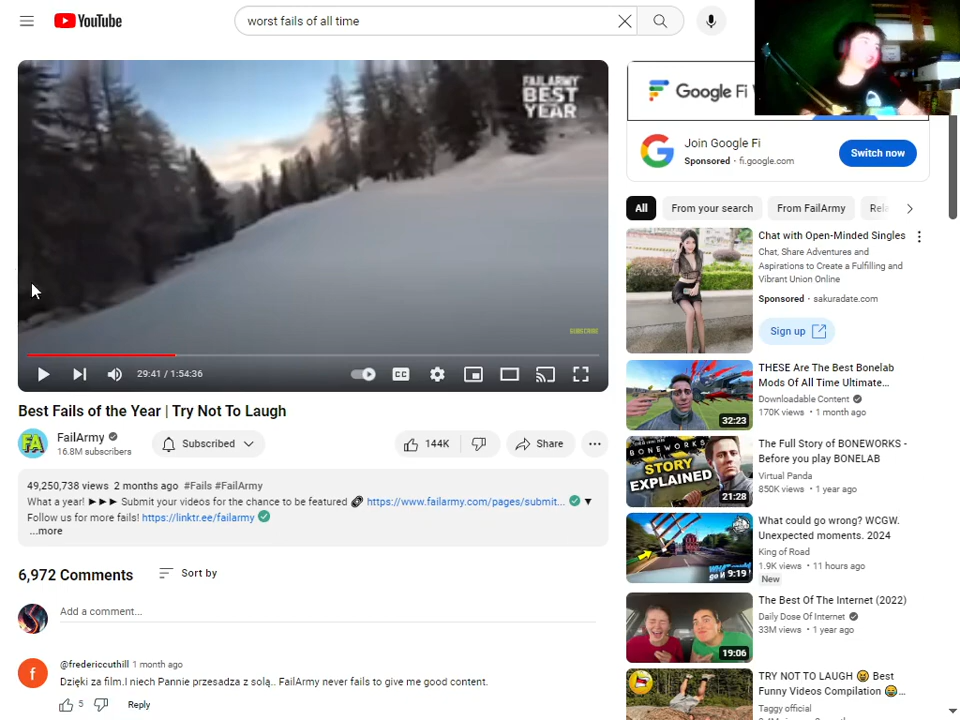 YouTube
worst fails of all time
FAILARMY
BEST
YEAR
SUBSCRIBE
29:41 / 1:54:36
CC
Best Fails of the Year | Try Not To Laugh
FA
FailArmy
16.8M subscribers
Subscribed
144K
Share
49,250,738 views 2 months ago #Fails #FailArmy
What a year! ►►► Submit your videos for the chance to be featured 🔗 https://www.failarmy.com/pages/submit... ▼
Follow us for more fails! https://linktr.ee/failarmy
...more
6,972 Comments
Sort by
Add a comment...
f
@fredericcuthill 1 month ago
Dzięki za film.I niech Pannie przesadza z solą.. FailArmy never fails to give me good content.
5
Reply
Google Fi
Join Google Fi
Sponsored · fi.google.com
Switch now
All
From your search
From FailArmy
Rela
Chat with Open-Minded Singles
Chat, Share Adventures and
Aspirations to Create a Fulfilling and
Vibrant Union Online
Sponsored · sakuradate.com
Sign up
32:23
THESE Are The Best Bonelab
Mods Of All Time Ultimate...
Downloadable Content
170K views · 1 month ago
BONEWORKS
STORY
EXPLAINED
21:28
The Full Story of BONEWORKS -
Before you play BONELAB
Virtual Panda
850K views · 1 year ago
9:19
What could go wrong? WCGW.
Unexpected moments. 2024
King of Road
1.9K views · 11 hours ago
New
19:06
The Best Of The Internet (2022)
Daily Dose Of Internet
33M views · 1 year ago
TRY NOT TO LAUGH 😆 Best
Funny Videos Compilation 😂...
Taggy official